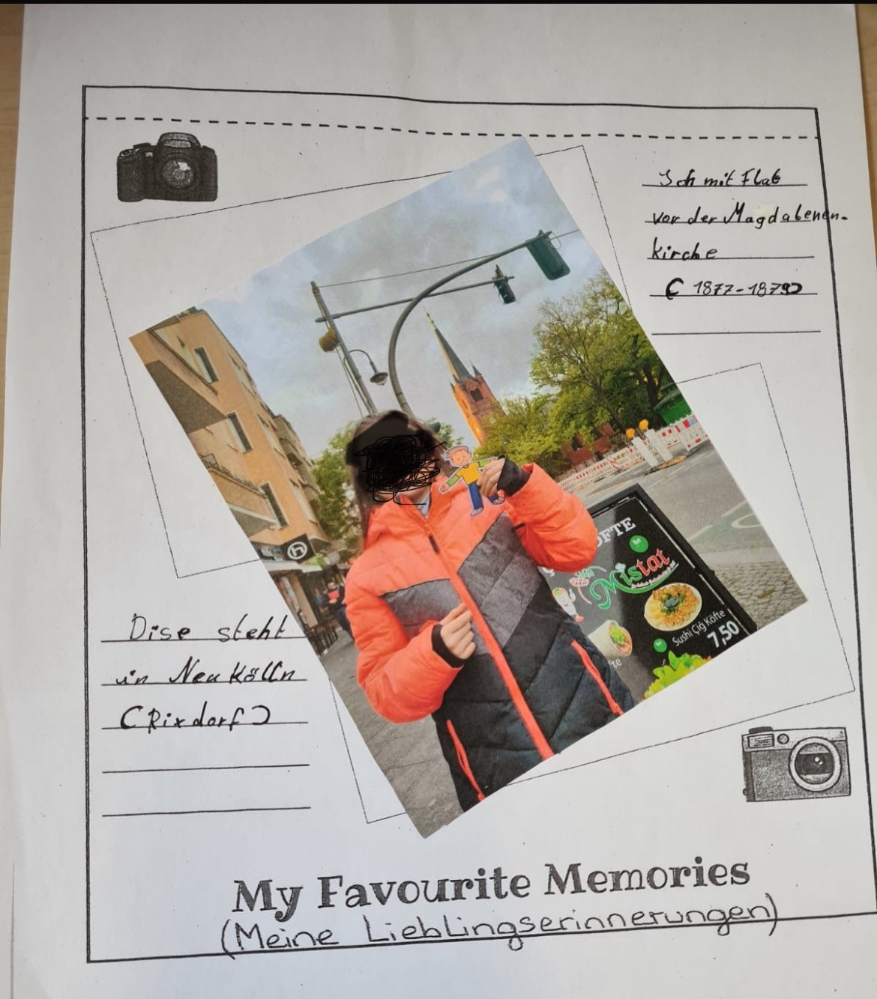 Ich mit Flat
vor der Magdalenen-
kirche
(1877-1879)
ÖFTE
Mistat
Sushi Çiğ Köfte
7,50
Dise steht
in Neukölln
(Rixdorf)
My Favourite Memories
(Meine Lieblingserinnerungen)